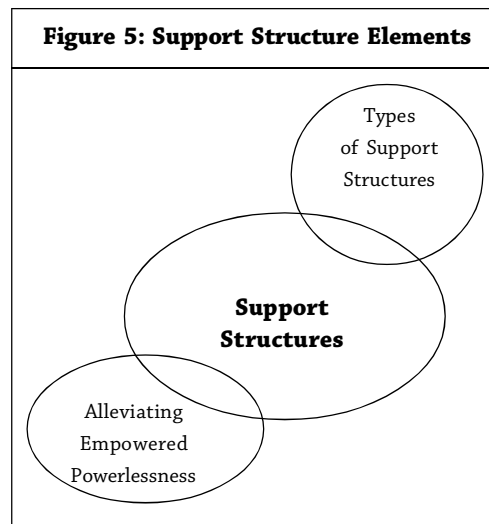 Figure 5: Support Structure Elements
Types
of Support
Structures
Support
Structures
Alleviating
Empowered
Powerlessness